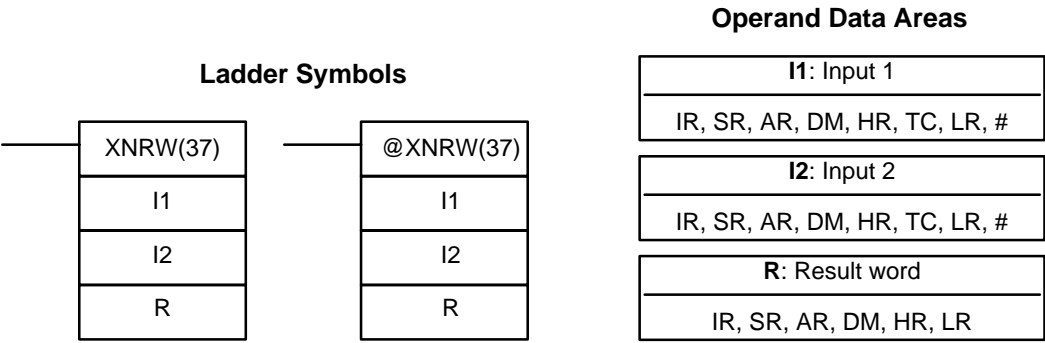 Ladder Symbols
XNRW(37)
I1
I2
R
@XNRW(37)
I1
I2
R
Operand Data Areas
I1: Input 1
IR, SR, AR, DM, HR, TC, LR, #
I2: Input 2
IR, SR, AR, DM, HR, TC, LR, #
R: Result word
IR, SR, AR, DM, HR, LR